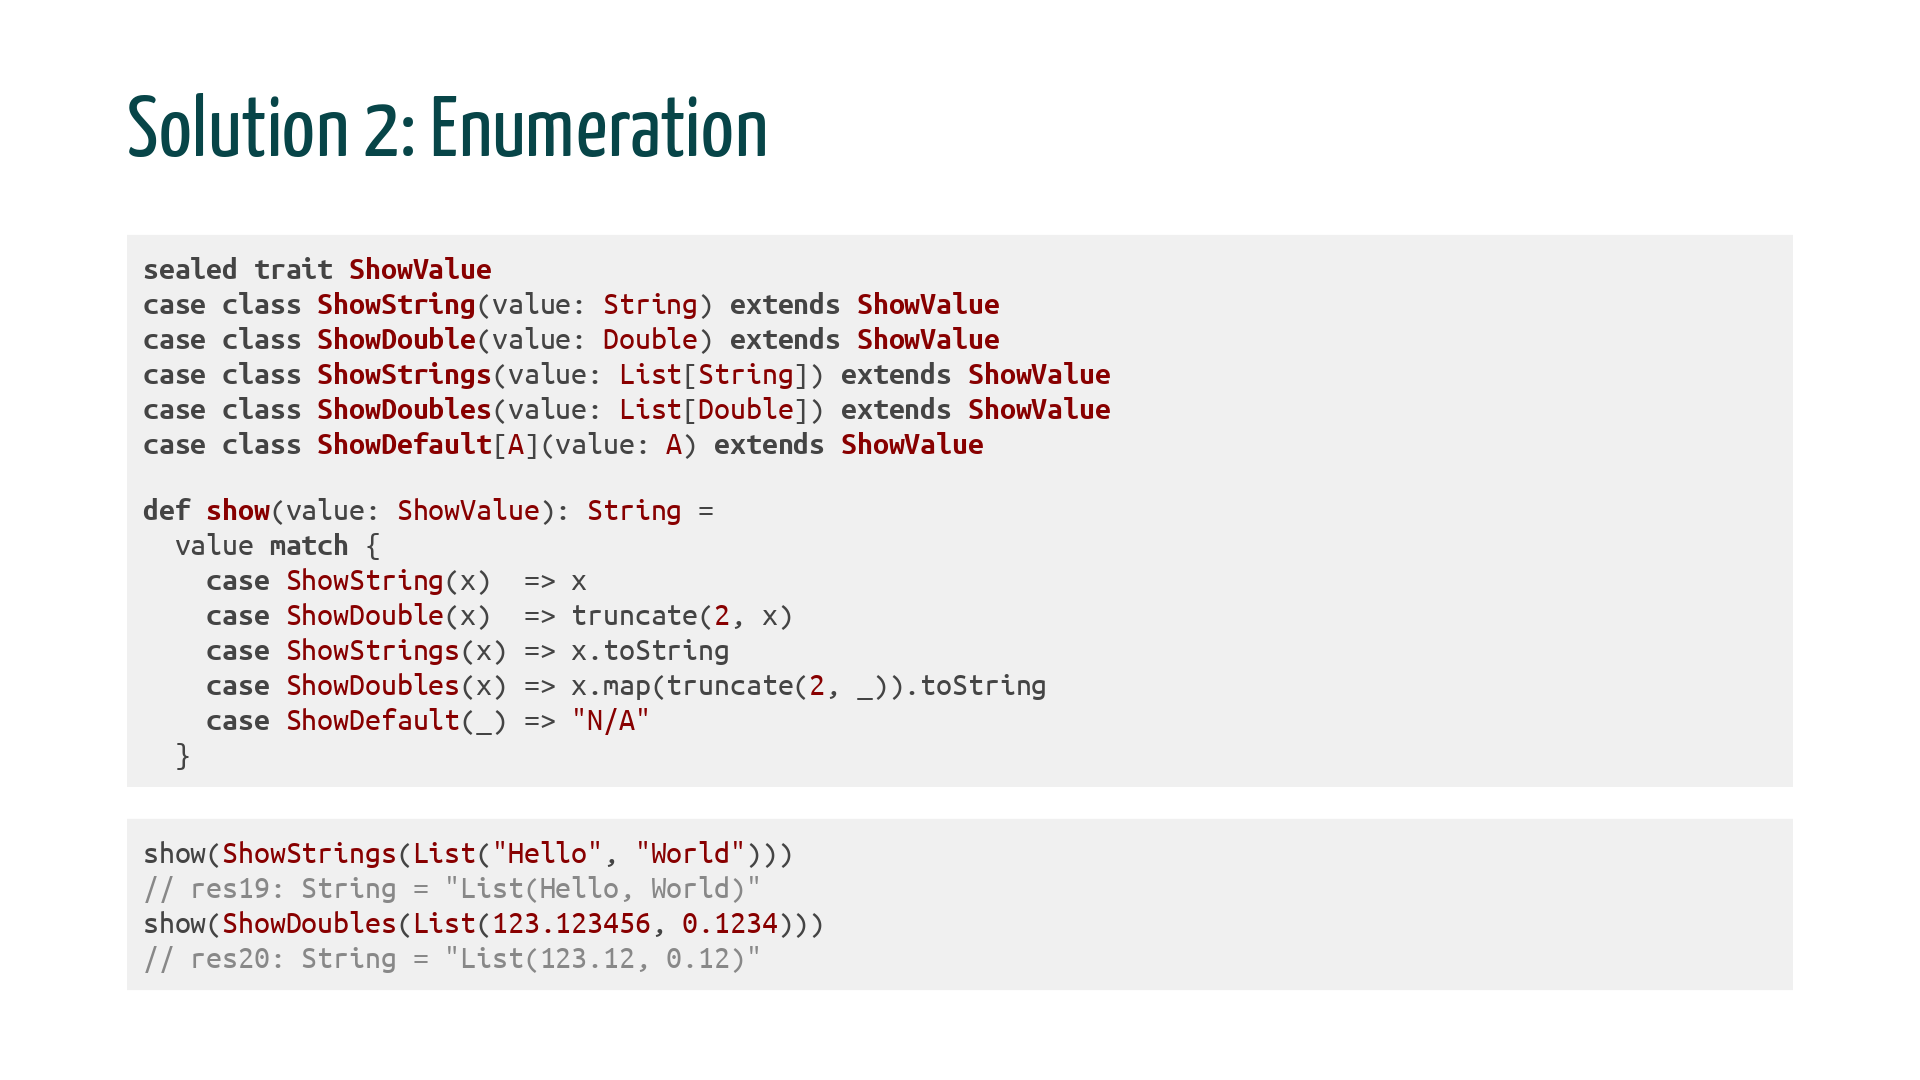 Solution 2: Enumeration
sealed trait ShowValue
case class ShowString(value: String) extends ShowValue
case class ShowDouble(value: Double) extends ShowValue
case class ShowStrings(value: List[String]) extends ShowValue
case class ShowDoubles(value: List[Double]) extends ShowValue
case class ShowDefault[A](value: A) extends ShowValue

def show(value: ShowValue): String =
  value match {
    case ShowString(x)  => x
    case ShowDouble(x)  => truncate(2, x)
    case ShowStrings(x) => x.toString
    case ShowDoubles(x) => x.map(truncate(2, _)).toString
    case ShowDefault(_) => "N/A"
  }
show(ShowStrings(List("Hello", "World")))
// res19: String = "List(Hello, World)"
show(ShowDoubles(List(123.123456, 0.1234)))
// res20: String = "List(123.12, 0.12)"